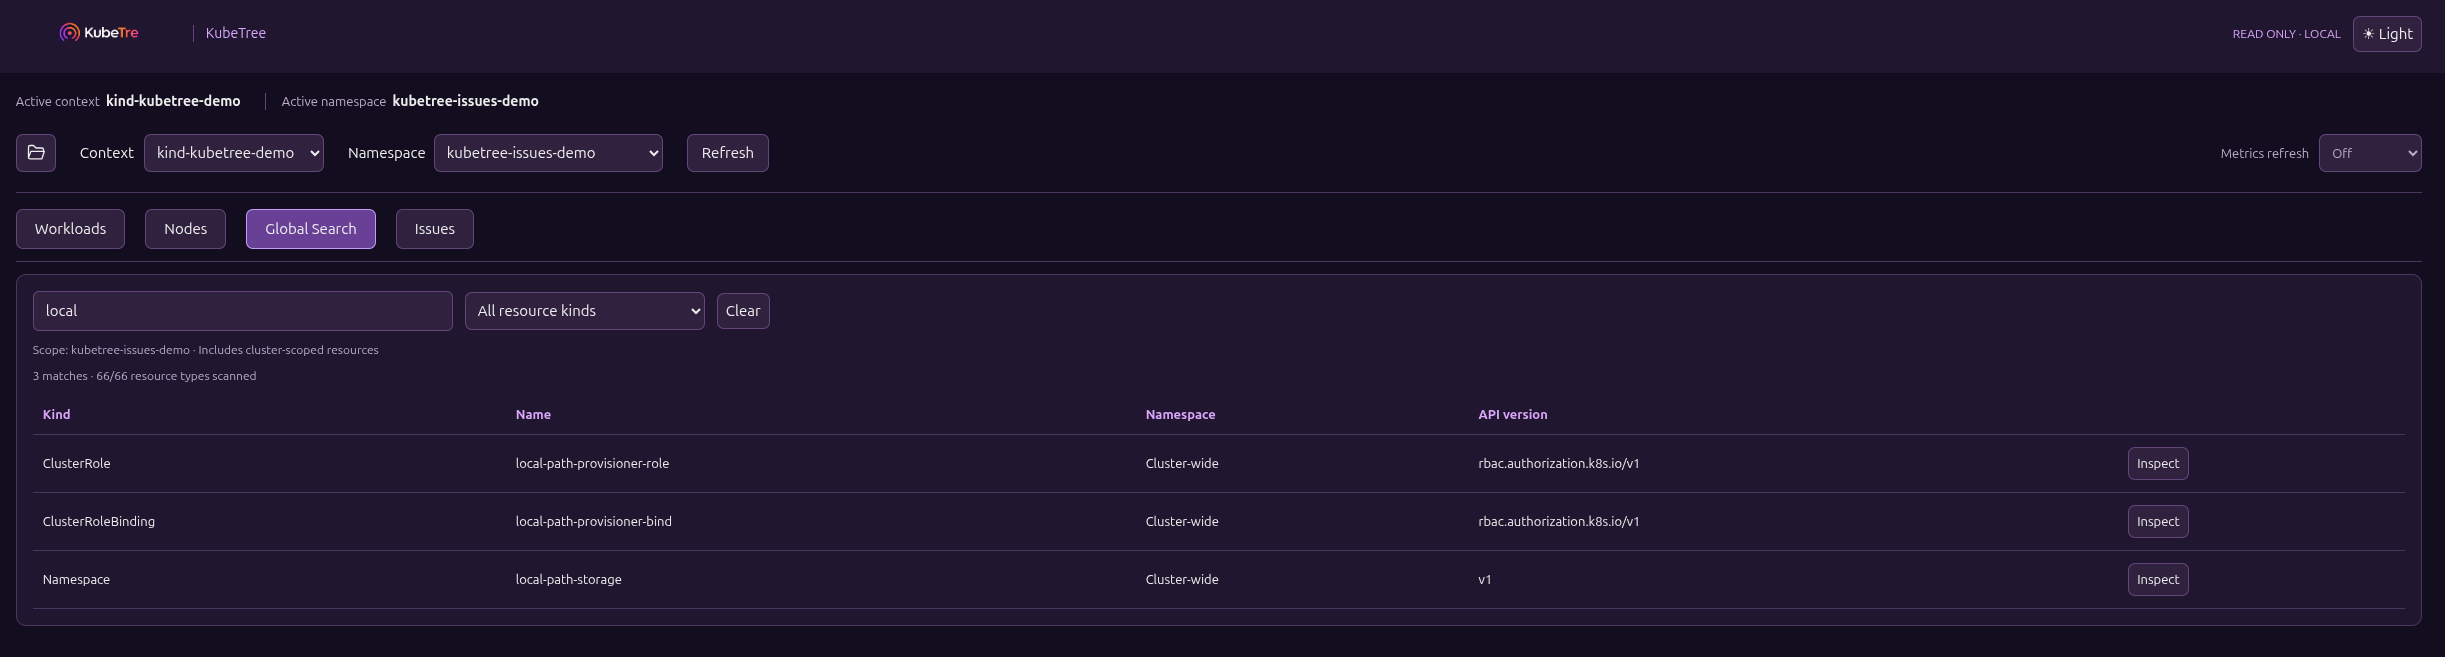 KubeTre KubeTree READ ONLY · LOCAL ☀ Light
Active context kind-kubetree-demo Active namespace kubetree-issues-demo
Context kind-kubetree-demo Namespace kubetree-issues-demo Refresh Metrics refresh Off
Workloads Nodes Global Search Issues
local All resource kinds Clear
Scope: kubetree-issues-demo · Includes cluster-scoped resources
3 matches · 66/66 resource types scanned
Kind Name Namespace API version
ClusterRole local-path-provisioner-role Cluster-wide rbac.authorization.k8s.io/v1 Inspect
ClusterRoleBinding local-path-provisioner-bind Cluster-wide rbac.authorization.k8s.io/v1 Inspect
Namespace local-path-storage Cluster-wide v1 Inspect